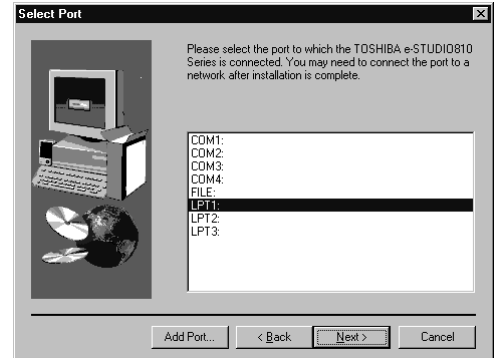 Select Port
Please select the port to which the TOSHIBA e-STUDIO810
Series is connected. You may need to connect the port to a
network after installation is complete.
COM1:
COM2:
COM3:
COM4:
FILE:
LPT1:
LPT2:
LPT3:
Add Port... < Back Next > Cancel